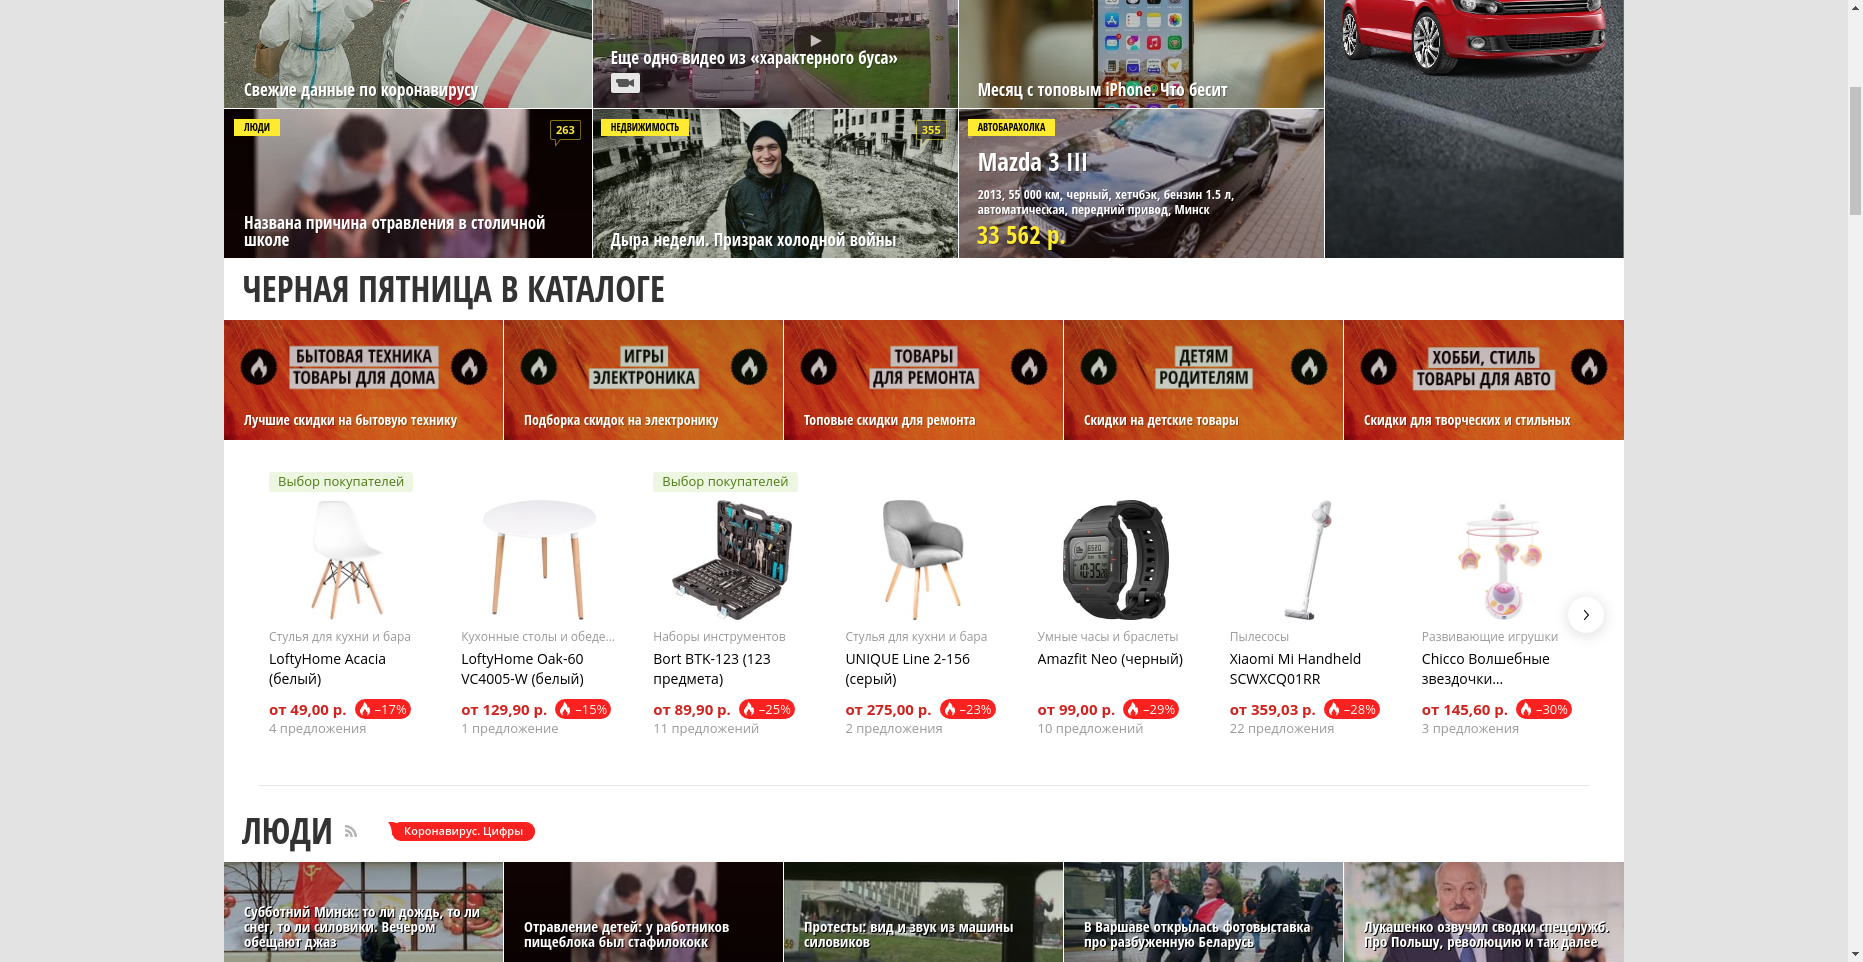 Свежие данные по коронавирусу
Еще одно видео из «характерного буса»
Месяц с топовым iPhone. Что бесит
ЛЮДИ
263
Названа причина отравления в столичной
школе
НЕДВИЖИМОСТЬ
355
Дыра недели. Призрак холодной войны
АВТОБАРАХОЛКА
Mazda 3 III
2013, 55 000 км, черный, хетчбэк, бензин 1.5 л,
автоматическая, передний привод, Минск
33 562 р.
ЧЕРНАЯ ПЯТНИЦА В КАТАЛОГЕ
БЫТОВАЯ ТЕХНИКА
ТОВАРЫ ДЛЯ ДОМА
Лучшие скидки на бытовую технику
ИГРЫ
ЭЛЕКТРОНИКА
Подборка скидок на электронику
ТОВАРЫ
ДЛЯ РЕМОНТА
Топовые скидки для ремонта
ДЕТЯМ
РОДИТЕЛЯМ
Скидки на детские товары
ХОББИ, СТИЛЬ
ТОВАРЫ ДЛЯ АВТО
Скидки для творческих и стильных
Выбор покупателей
Стулья для кухни и бара
LoftyHome Acacia
(белый)
от 49,00 р. –17%
4 предложения
Кухонные столы и обеде...
LoftyHome Oak-60
VC4005-W (белый)
от 129,90 р. –15%
1 предложение
Выбор покупателей
Наборы инструментов
Bort BTK-123 (123
предмета)
от 89,90 р. –25%
11 предложений
Стулья для кухни и бара
UNIQUE Line 2-156
(серый)
от 275,00 р. –23%
2 предложения
Умные часы и браслеты
Amazfit Neo (черный)
от 99,00 р. –29%
10 предложений
Пылесосы
Xiaomi Mi Handheld
SCWXCQ01RR
от 359,03 р. –28%
22 предложения
Развивающие игрушки
Chicco Волшебные
звездочки...
от 145,60 р. –30%
3 предложения
ЛЮДИ
Коронавирус. Цифры
Субботний Минск: то ли дождь, то ли
снег, то ли силовики. Вечером
обещают джаз
Отравление детей: у работников
пищеблока был стафилококк
Протесты: вид и звук из машины
силовиков
В Варшаве открылась фотовыставка
про разбуженную Беларусь
Лукашенко озвучил сводки спецслужб.
Про Польшу, революцию и так далее